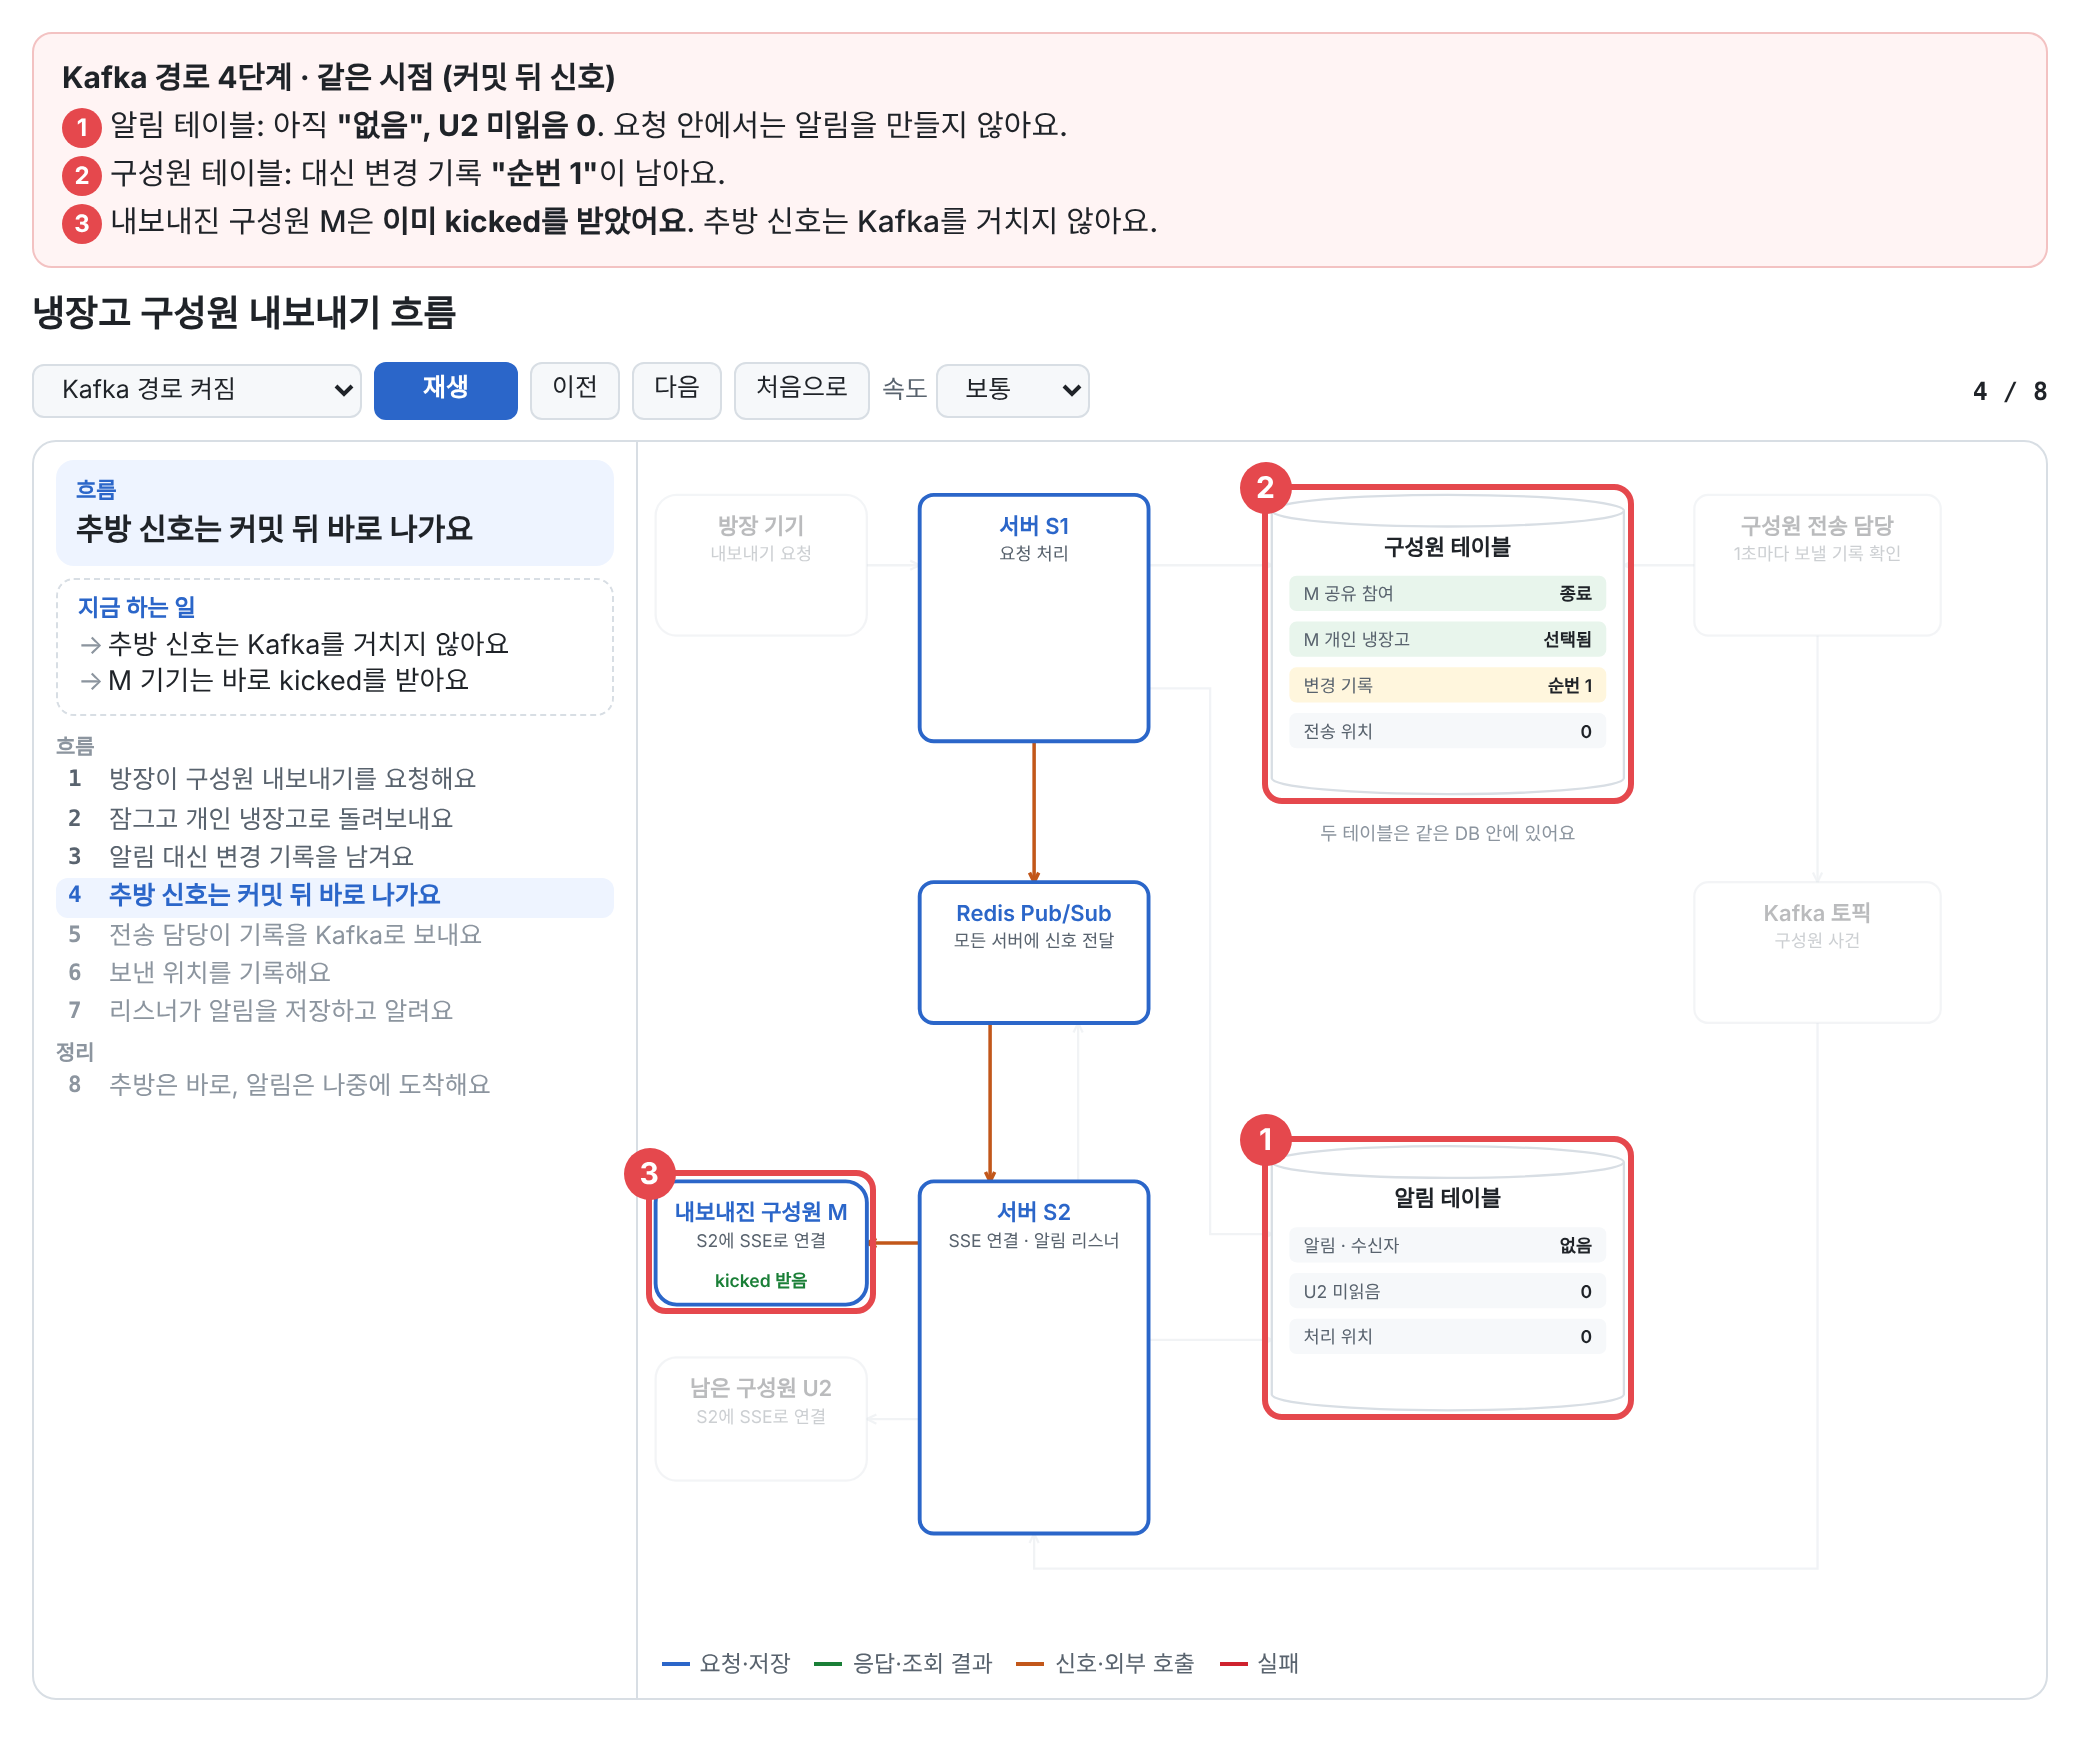 Kafka 경로 4단계 · 같은 시점 (커밋 뒤 신호)
1 알림 테이블: 아직 "없음", U2 미읽음 0. 요청 안에서는 알림을 만들지 않아요.
2 구성원 테이블: 대신 변경 기록 "순번 1"이 남아요.
3 내보내진 구성원 M은 이미 kicked를 받았어요. 추방 신호는 Kafka를 거치지 않아요.
냉장고 구성원 내보내기 흐름
Kafka 경로 켜짐 재생 이전 다음 처음으로 속도 보통 4 / 8
흐름
추방 신호는 커밋 뒤 바로 나가요
지금 하는 일
→ 추방 신호는 Kafka를 거치지 않아요
→ M 기기는 바로 kicked를 받아요
흐름
1 방장이 구성원 내보내기를 요청해요
2 잠그고 개인 냉장고로 돌려보내요
3 알림 대신 변경 기록을 남겨요
4 추방 신호는 커밋 뒤 바로 나가요
5 전송 담당이 기록을 Kafka로 보내요
6 보낸 위치를 기록해요
7 리스너가 알림을 저장하고 알려요
정리
8 추방은 바로, 알림은 나중에 도착해요
방장 기기
내보내기 요청
서버 S1
요청 처리
2
구성원 테이블
M 공유 참여 종료
M 개인 냉장고 선택됨
변경 기록 순번 1
전송 위치 0
두 테이블은 같은 DB 안에 있어요
구성원 전송 담당
1초마다 보낼 기록 확인
Redis Pub/Sub
모든 서버에 신호 전달
Kafka 토픽
구성원 사건
3
내보내진 구성원 M
S2에 SSE로 연결
kicked 받음
서버 S2
SSE 연결 · 알림 리스너
1
알림 테이블
알림 · 수신자 없음
U2 미읽음 0
처리 위치 0
남은 구성원 U2
S2에 SSE로 연결
요청·저장 응답·조회 결과 신호·외부 호출 실패